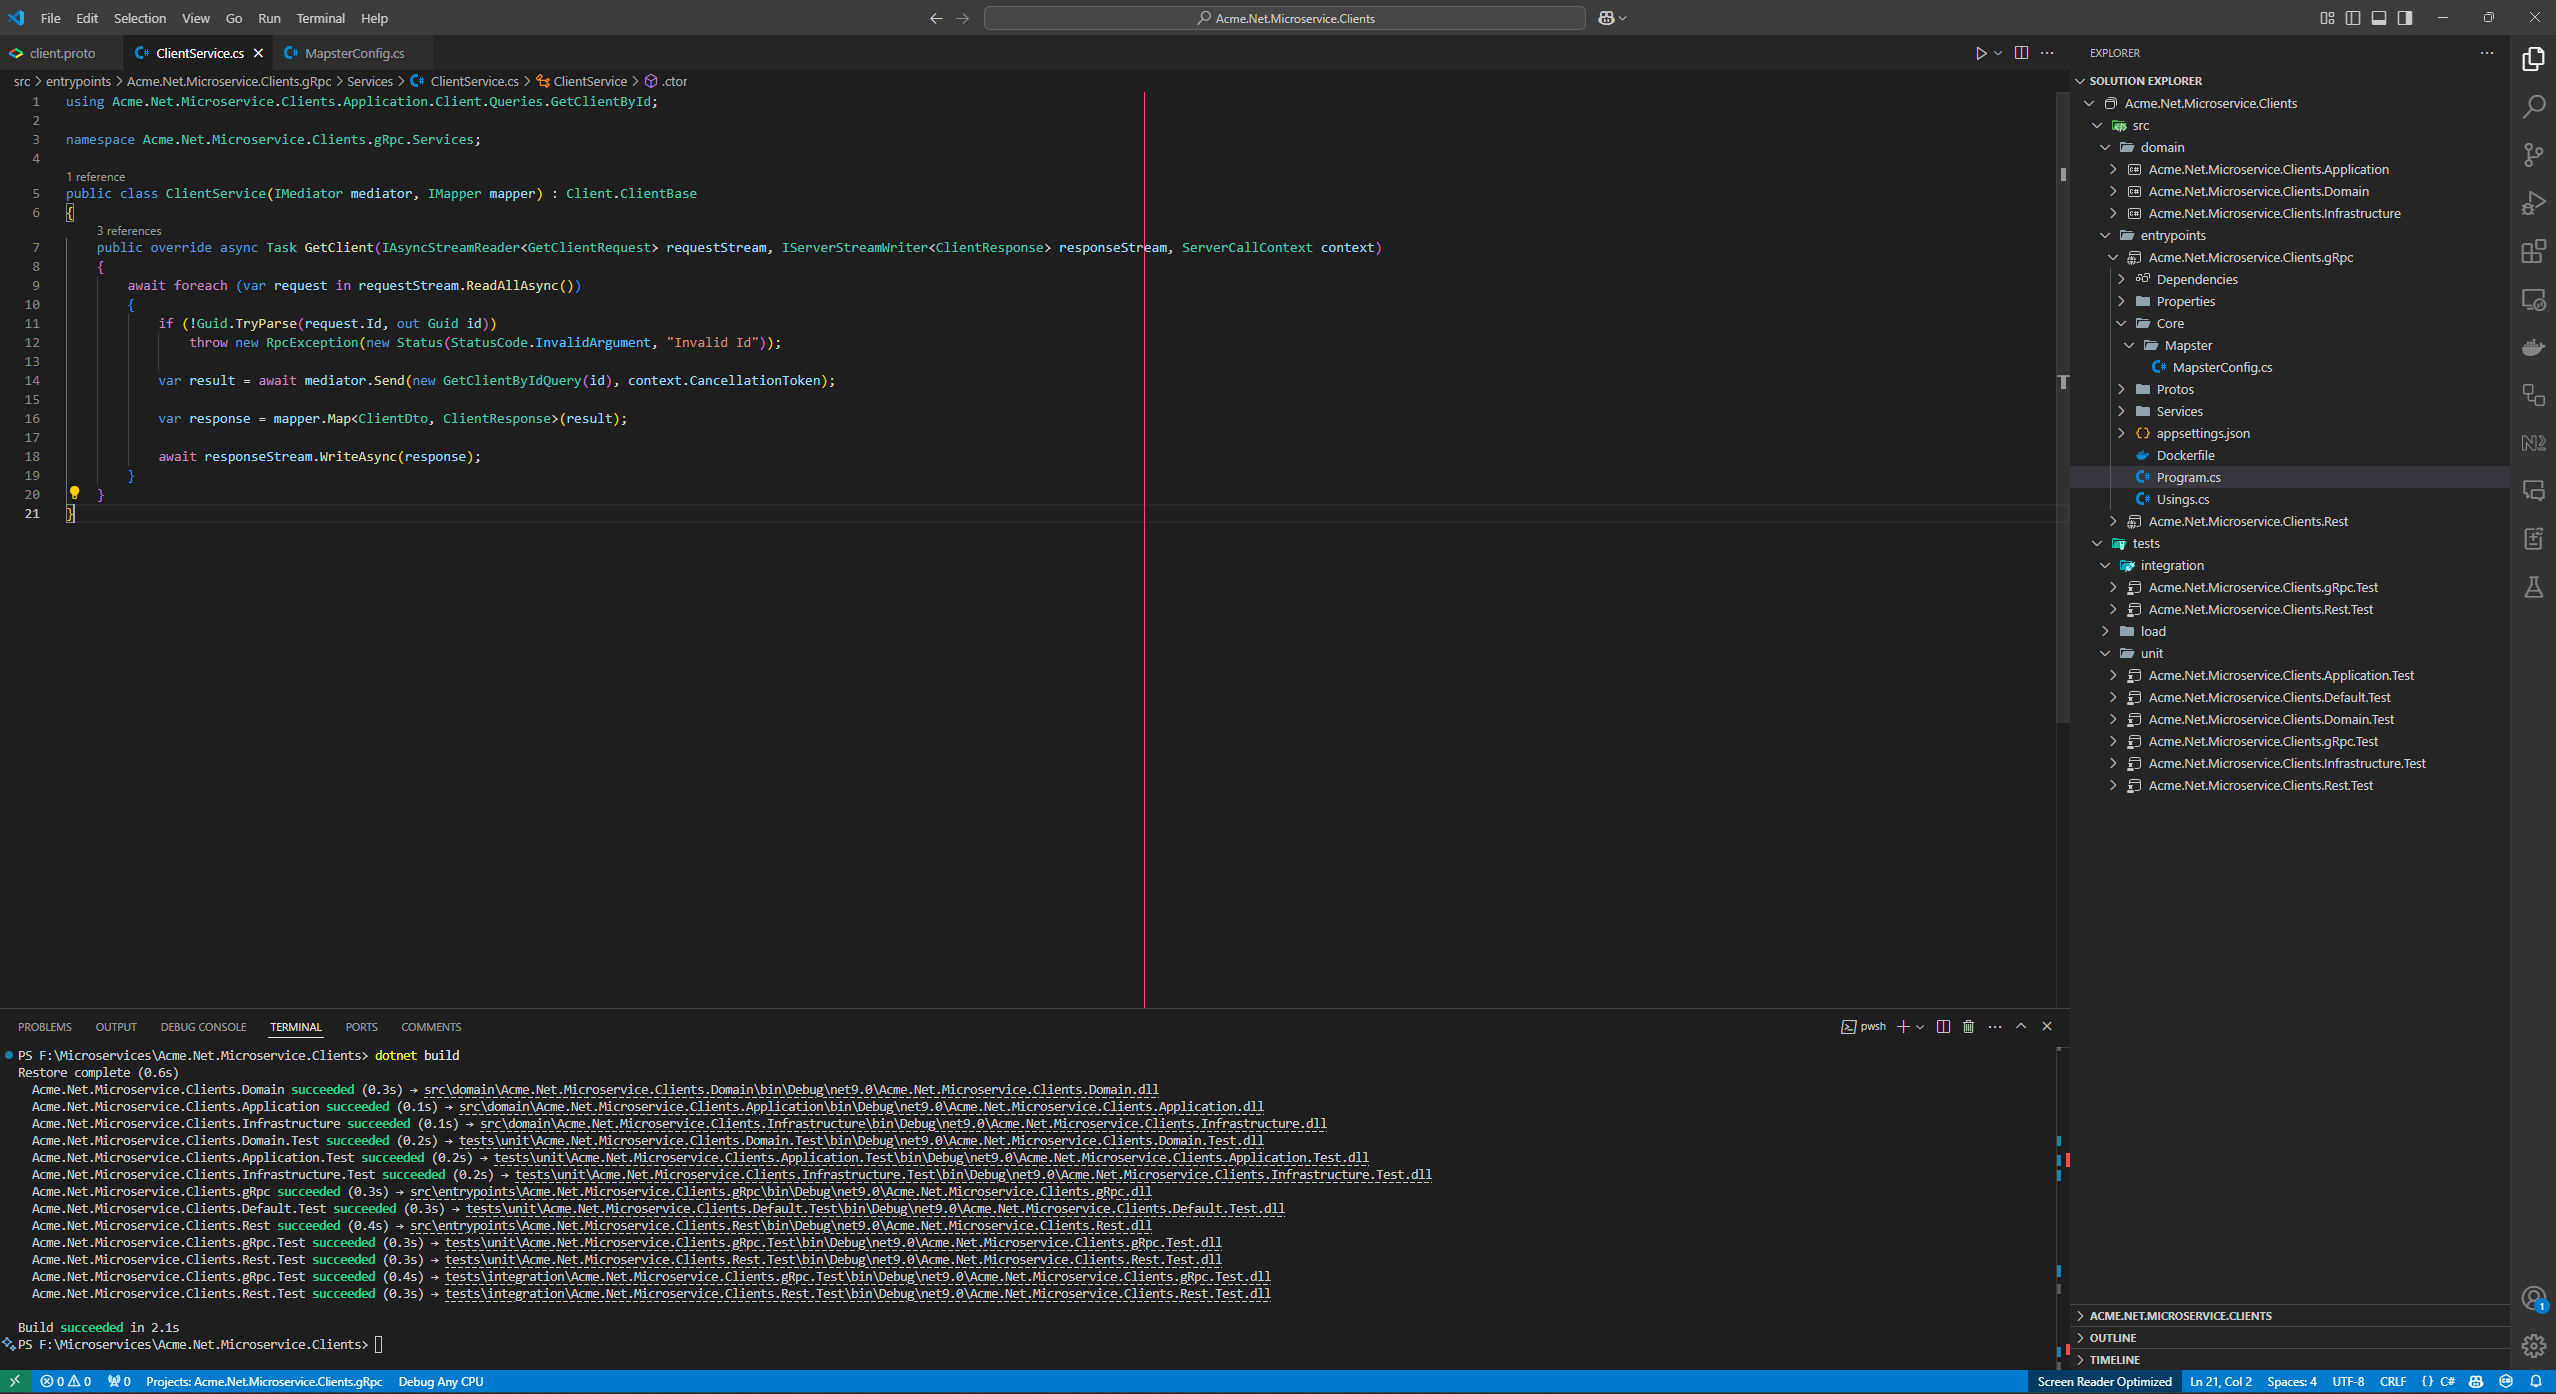 File Edit Selection View Go Run Terminal Help
Acme.Net.Microservice.Clients
client.proto
C# ClientService.cs
C# MapsterConfig.cs
src > entrypoints > Acme.Net.Microservice.Clients.gRpc > Services > C# ClientService.cs > ClientService > .ctor
1 using Acme.Net.Microservice.Clients.Application.Client.Queries.GetClientById;
2
3 namespace Acme.Net.Microservice.Clients.gRpc.Services;
4
1 reference
5 public class ClientService(IMediator mediator, IMapper mapper) : Client.ClientBase
6 {
3 references
7 public override async Task GetClient(IAsyncStreamReader<GetClientRequest> requestStream, IServerStreamWriter<ClientResponse> responseStream, ServerCallContext context)
8 {
9 await foreach (var request in requestStream.ReadAllAsync())
10 {
11 if (!Guid.TryParse(request.Id, out Guid id))
12 throw new RpcException(new Status(StatusCode.InvalidArgument, "Invalid Id"));
13
14 var result = await mediator.Send(new GetClientByIdQuery(id), context.CancellationToken);
15
16 var response = mapper.Map<ClientDto, ClientResponse>(result);
17
18 await responseStream.WriteAsync(response);
19 }
20 }
21 }
PROBLEMS OUTPUT DEBUG CONSOLE TERMINAL PORTS COMMENTS
pwsh
PS F:\Microservices\Acme.Net.Microservice.Clients> dotnet build
Restore complete (0.6s)
Acme.Net.Microservice.Clients.Domain succeeded (0.3s) → src\domain\Acme.Net.Microservice.Clients.Domain\bin\Debug\net9.0\Acme.Net.Microservice.Clients.Domain.dll
Acme.Net.Microservice.Clients.Application succeeded (0.1s) → src\domain\Acme.Net.Microservice.Clients.Application\bin\Debug\net9.0\Acme.Net.Microservice.Clients.Application.dll
Acme.Net.Microservice.Clients.Infrastructure succeeded (0.1s) → src\domain\Acme.Net.Microservice.Clients.Infrastructure\bin\Debug\net9.0\Acme.Net.Microservice.Clients.Infrastructure.dll
Acme.Net.Microservice.Clients.Domain.Test succeeded (0.2s) → tests\unit\Acme.Net.Microservice.Clients.Domain.Test\bin\Debug\net9.0\Acme.Net.Microservice.Clients.Domain.Test.dll
Acme.Net.Microservice.Clients.Application.Test succeeded (0.2s) → tests\unit\Acme.Net.Microservice.Clients.Application.Test\bin\Debug\net9.0\Acme.Net.Microservice.Clients.Application.Test.dll
Acme.Net.Microservice.Clients.Infrastructure.Test succeeded (0.2s) → tests\unit\Acme.Net.Microservice.Clients.Infrastructure.Test\bin\Debug\net9.0\Acme.Net.Microservice.Clients.Infrastructure.Test.dll
Acme.Net.Microservice.Clients.gRpc succeeded (0.3s) → src\entrypoints\Acme.Net.Microservice.Clients.gRpc\bin\Debug\net9.0\Acme.Net.Microservice.Clients.gRpc.dll
Acme.Net.Microservice.Clients.Default.Test succeeded (0.3s) → tests\unit\Acme.Net.Microservice.Clients.Default.Test\bin\Debug\net9.0\Acme.Net.Microservice.Clients.Default.Test.dll
Acme.Net.Microservice.Clients.Rest succeeded (0.4s) → src\entrypoints\Acme.Net.Microservice.Clients.Rest\bin\Debug\net9.0\Acme.Net.Microservice.Clients.Rest.dll
Acme.Net.Microservice.Clients.gRpc.Test succeeded (0.3s) → tests\unit\Acme.Net.Microservice.Clients.gRpc.Test\bin\Debug\net9.0\Acme.Net.Microservice.Clients.gRpc.Test.dll
Acme.Net.Microservice.Clients.Rest.Test succeeded (0.3s) → tests\unit\Acme.Net.Microservice.Clients.Rest.Test\bin\Debug\net9.0\Acme.Net.Microservice.Clients.Rest.Test.dll
Acme.Net.Microservice.Clients.gRpc.Test succeeded (0.4s) → tests\integration\Acme.Net.Microservice.Clients.gRpc.Test\bin\Debug\net9.0\Acme.Net.Microservice.Clients.gRpc.Test.dll
Acme.Net.Microservice.Clients.Rest.Test succeeded (0.3s) → tests\integration\Acme.Net.Microservice.Clients.Rest.Test\bin\Debug\net9.0\Acme.Net.Microservice.Clients.Rest.Test.dll
Build succeeded in 2.1s
PS F:\Microservices\Acme.Net.Microservice.Clients>
EXPLORER
SOLUTION EXPLORER
Acme.Net.Microservice.Clients
src
domain
Acme.Net.Microservice.Clients.Application
Acme.Net.Microservice.Clients.Domain
Acme.Net.Microservice.Clients.Infrastructure
entrypoints
Acme.Net.Microservice.Clients.gRpc
Dependencies
Properties
Core
Mapster
C# MapsterConfig.cs
Protos
Services
{} appsettings.json
Dockerfile
C# Program.cs
C# Usings.cs
Acme.Net.Microservice.Clients.Rest
tests
integration
Acme.Net.Microservice.Clients.gRpc.Test
Acme.Net.Microservice.Clients.Rest.Test
load
unit
Acme.Net.Microservice.Clients.Application.Test
Acme.Net.Microservice.Clients.Default.Test
Acme.Net.Microservice.Clients.Domain.Test
Acme.Net.Microservice.Clients.gRpc.Test
Acme.Net.Microservice.Clients.Infrastructure.Test
Acme.Net.Microservice.Clients.Rest.Test
ACME.NET.MICROSERVICE.CLIENTS
OUTLINE
TIMELINE
1
0 0 0 Projects: Acme.Net.Microservice.Clients.gRpc Debug Any CPU
Screen Reader Optimized Ln 21, Col 2 Spaces: 4 UTF-8 CRLF {} C#